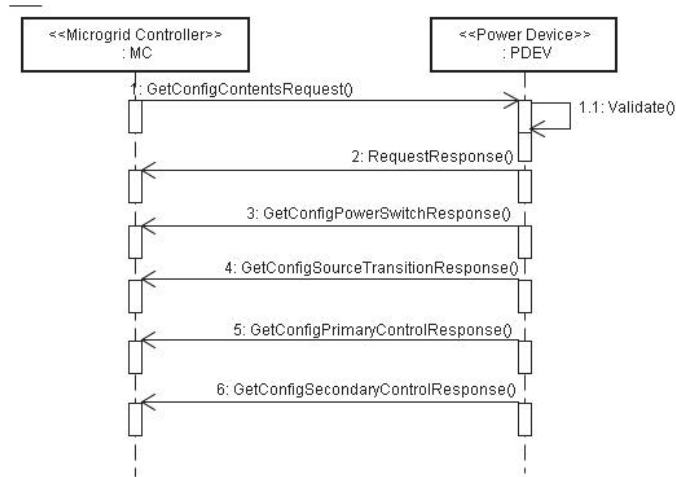 <<Microgrid Controller>>
: MC
<<Power Device>>
: PDEV
1: GetConfigContentsRequest()
1.1: Validate()
2: RequestResponse()
3: GetConfigPowerSwitchResponse()
4: GetConfigSourceTransitionResponse()
5: GetConfigPrimaryControlResponse()
6: GetConfigSecondaryControlResponse()